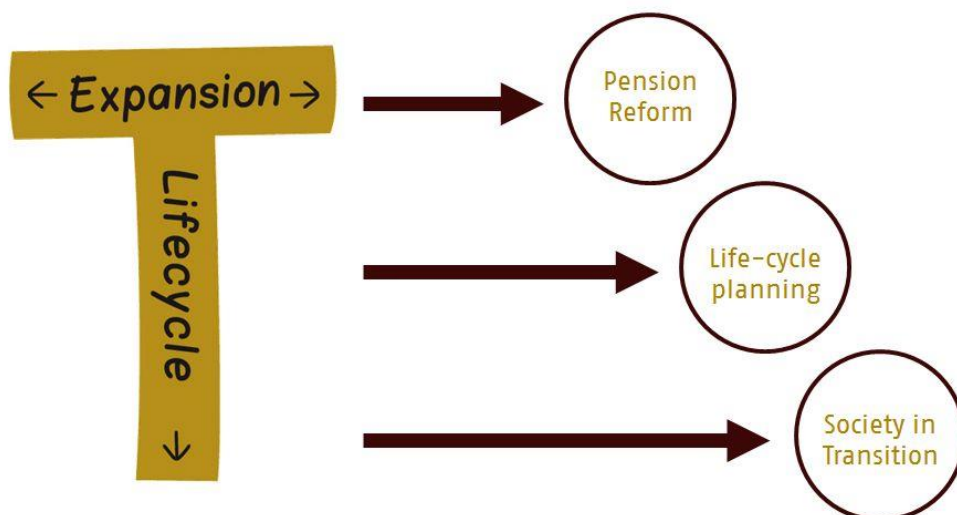 ← Expansion →
Lifecycle →
Pension
Reform
Life-cycle
planning
Society in
Transition